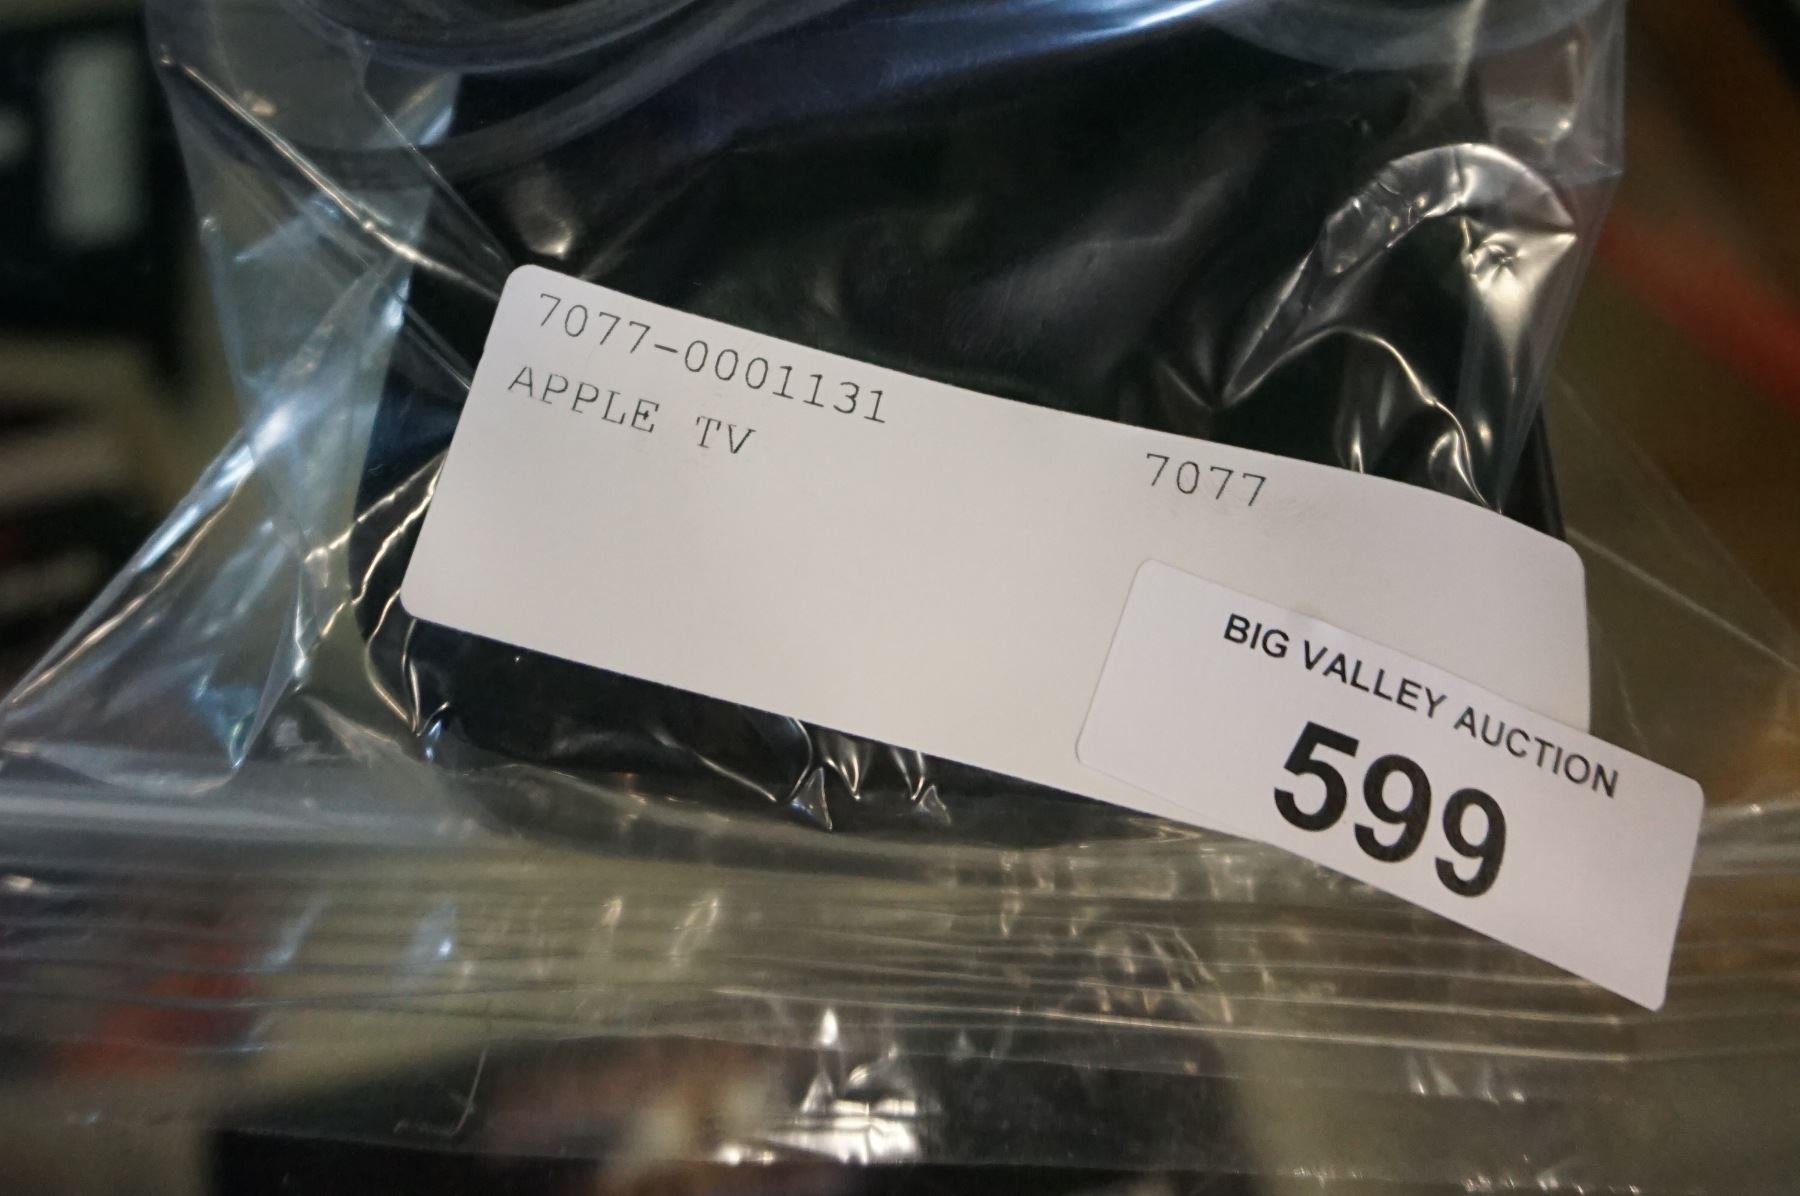 7077-0001131
APPLE TV
7077
BIG VALLEY AUCTION
599